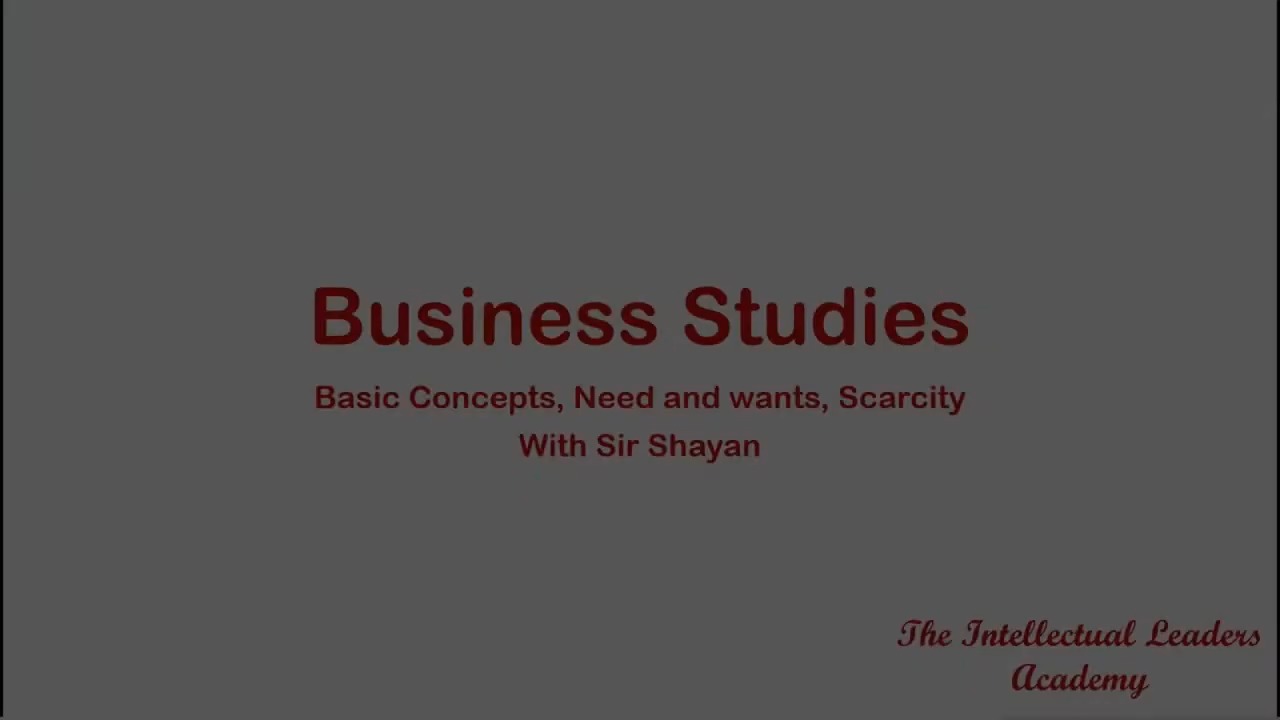 Business Studies
Basic Concepts, Need and wants, Scarcity
With Sir Shayan
The Intellectual Leaders
Academy